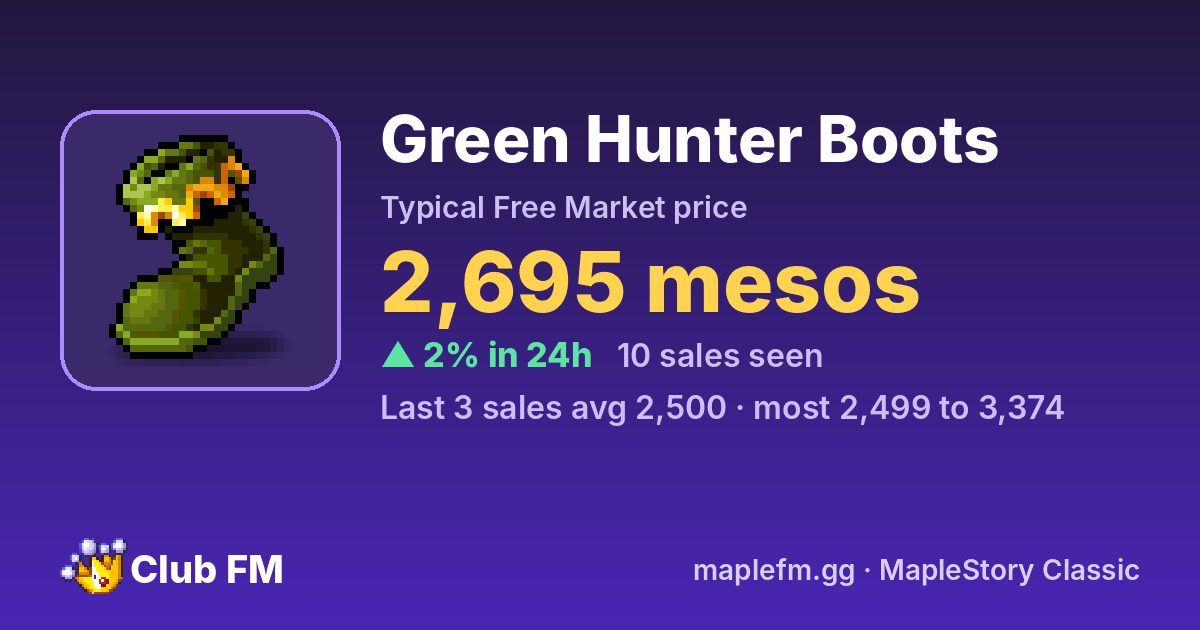 Green Hunter Boots
Typical Free Market price
2,695 mesos
▲ 2% in 24h 10 sales seen
Last 3 sales avg 2,500 · most 2,499 to 3,374
Club FM
maplefm.gg · MapleStory Classic